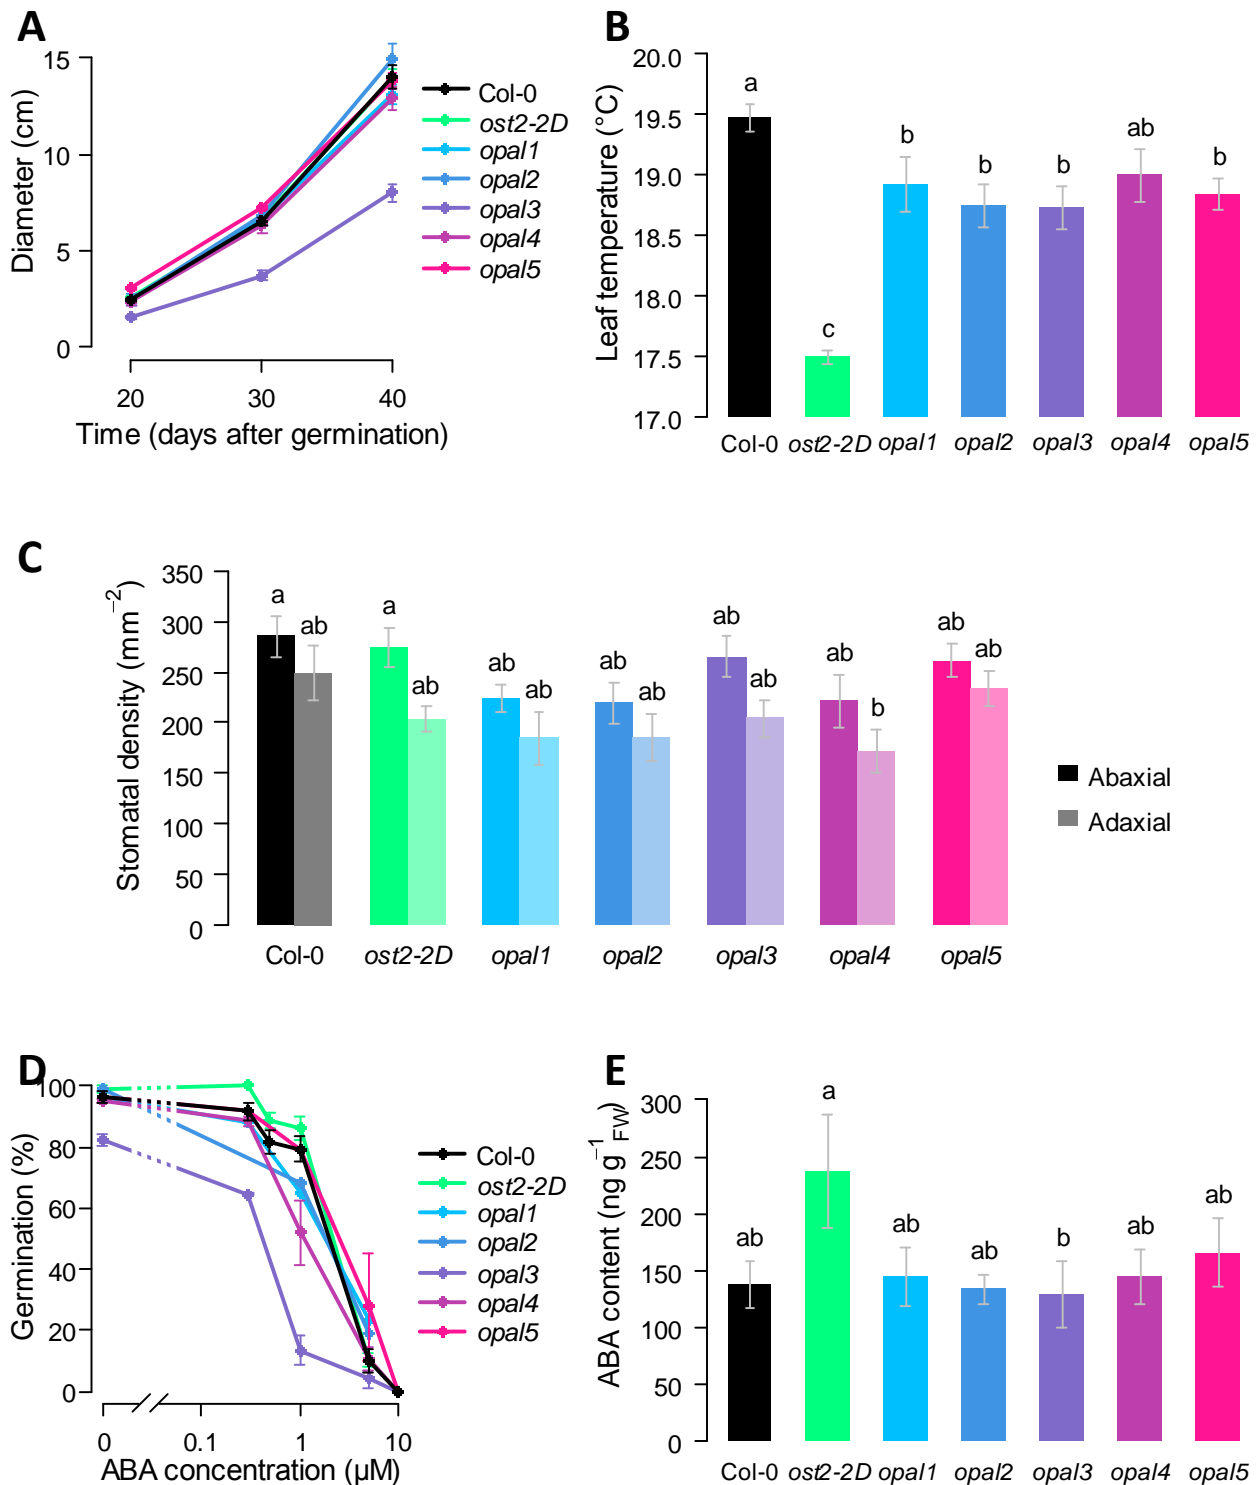 A
Diameter (cm)
15
10
5
0
20 30 40
Time (days after germination)
Col-0
ost2-2D
opal1
opal2
opal3
opal4
opal5
B
Leaf temperature (°C)
20.0
19.5
19.0
18.5
18.0
17.5
17.0
a
c
b
b
b
ab
b
Col-0 ost2-2D opal1 opal2 opal3 opal4 opal5
C
Stomatal density (mm⁻²)
350
300
250
200
150
100
50
0
a ab a ab ab ab ab ab ab ab ab b ab ab
Col-0 ost2-2D opal1 opal2 opal3 opal4 opal5
Abaxial
Adaxial
D
Germination (%)
100
80
60
40
20
0
0 0.1 1 10
ABA concentration (µM)
Col-0
ost2-2D
opal1
opal2
opal3
opal4
opal5
E
ABA content (ng g⁻¹ FW)
300
250
200
150
100
50
0
ab a ab ab b ab ab
Col-0 ost2-2D opal1 opal2 opal3 opal4 opal5